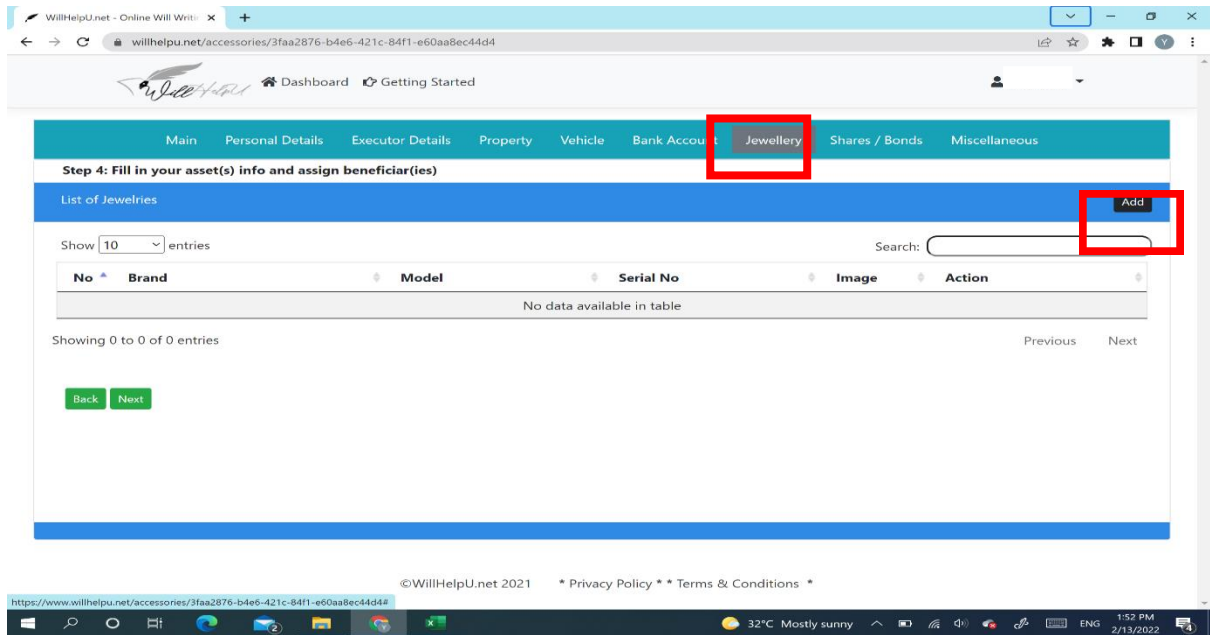 WillHelpU.net - Online Will Writi
willhelpu.net/accessories/3faa2876-b4e6-421c-84f1-e60aa8ec44d4
Y
WillHelpU Dashboard Getting Started
Main Personal Details Executor Details Property Vehicle Bank Account Jewellery Shares / Bonds Miscellaneous
Step 4: Fill in your asset(s) info and assign beneficiar(ies)
List of Jewelries Add
Show 10 entries Search:
No Brand Model Serial No Image Action
No data available in table
Showing 0 to 0 of 0 entries Previous Next
Back Next
©WillHelpU.net 2021 * Privacy Policy * * Terms & Conditions *
https://www.willhelpu.net/accessories/3faa2876-b4e6-421c-84f1-e60aa8ec44d4#
2 32°C Mostly sunny ENG 1:52 PM
2/13/2022 4